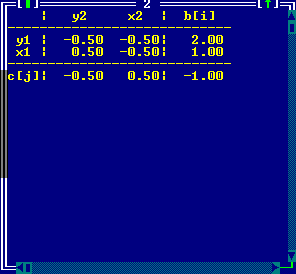 2
¦ y2 x2 ¦ b[i]
y1 ¦ -0.50 -0.50¦ 2.00
x1 ¦ 0.50 -0.50¦ 1.00
c[j]¦ -0.50 0.50¦ -1.00